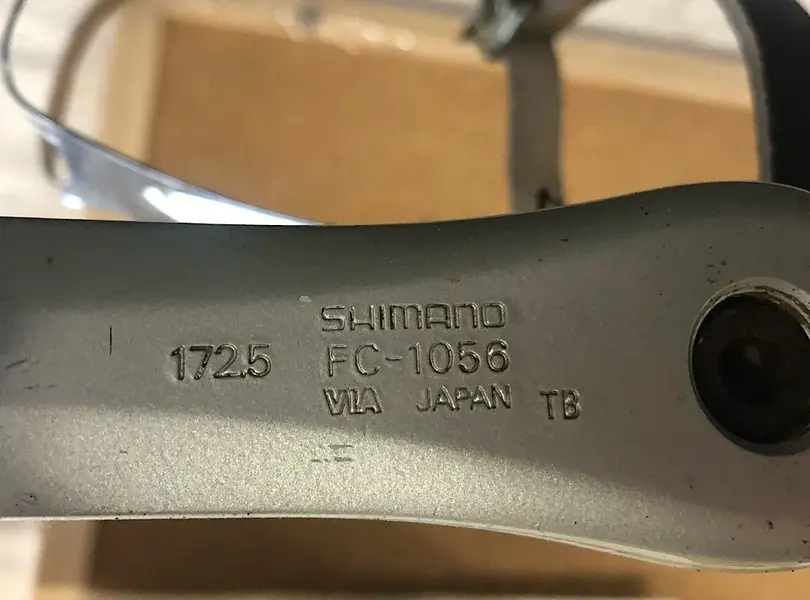 SHIMANO
172.5 FC-1056
VIA JAPAN TB